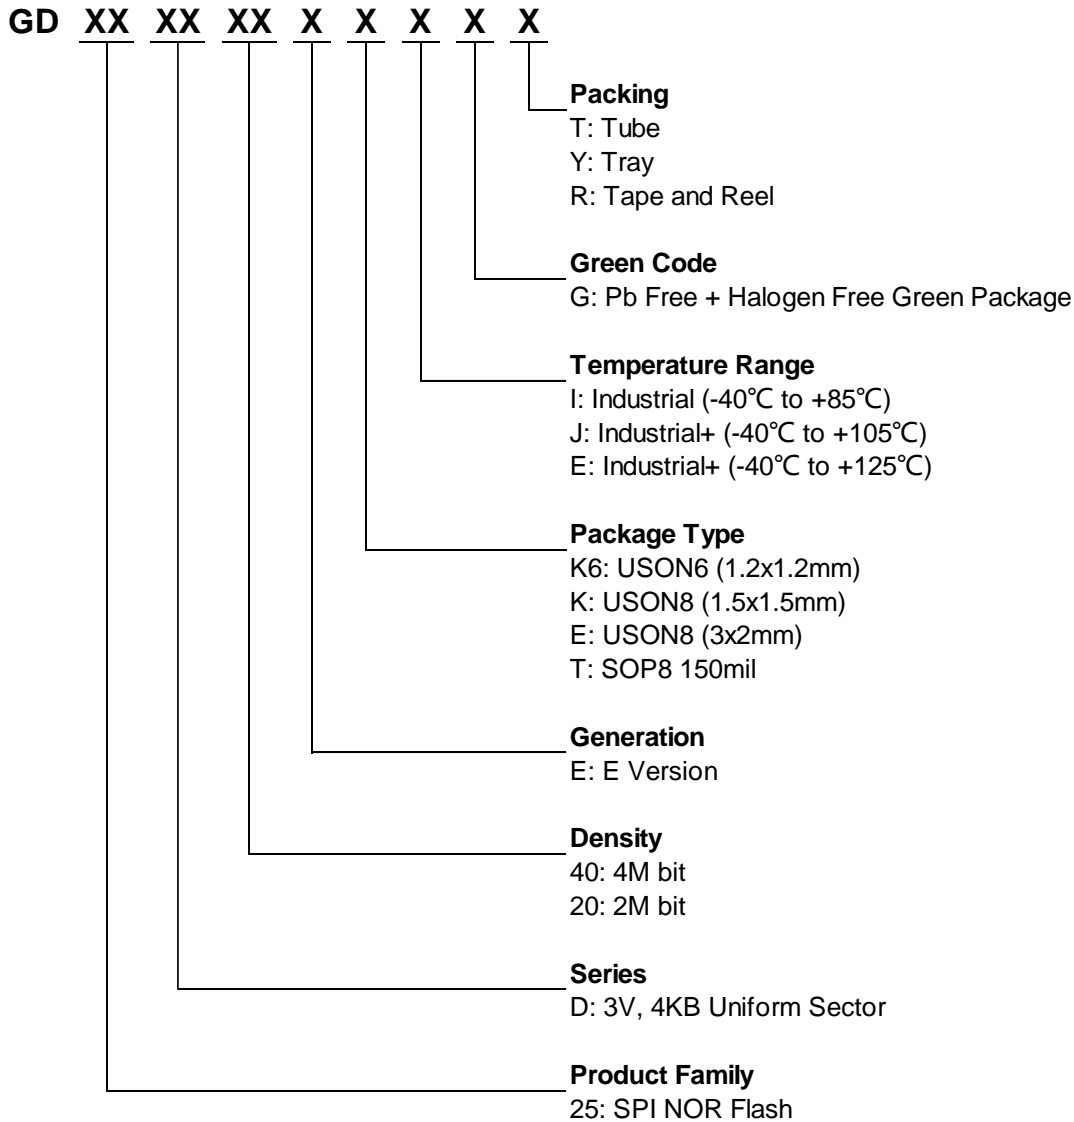 GD XX XX XX X X X X X
Packing
T: Tube
Y: Tray
R: Tape and Reel
Green Code
G: Pb Free + Halogen Free Green Package
Temperature Range
I: Industrial (-40℃ to +85℃)
J: Industrial+ (-40℃ to +105℃)
E: Industrial+ (-40℃ to +125℃)
Package Type
K6: USON6 (1.2x1.2mm)
K: USON8 (1.5x1.5mm)
E: USON8 (3x2mm)
T: SOP8 150mil
Generation
E: E Version
Density
40: 4M bit
20: 2M bit
Series
D: 3V, 4KB Uniform Sector
Product Family
25: SPI NOR Flash